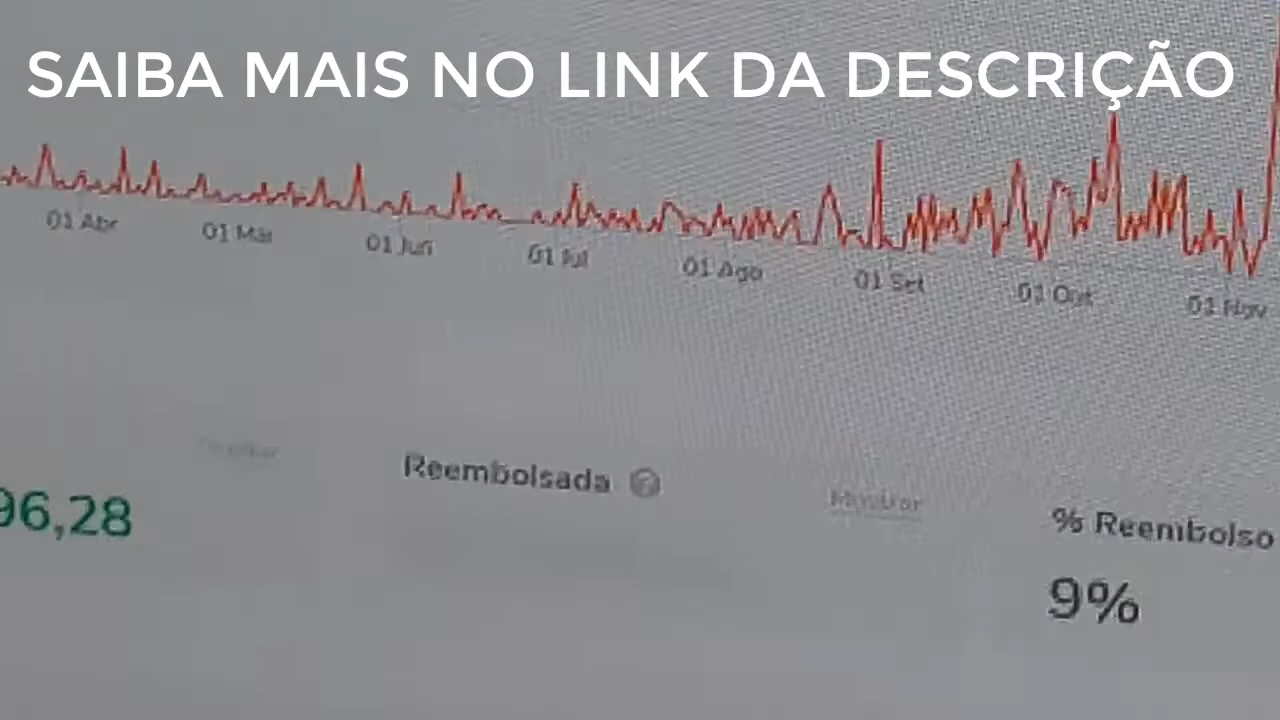 SAIBA MAIS NO LINK DA DESCRIÇÃO
01 Abr
01 Mai
01 Jun
01 Jul
01 Ago
01 Set
01 Out
01 Nov
Reembolsada
Mostrar
% Reembolso
96,28
9%